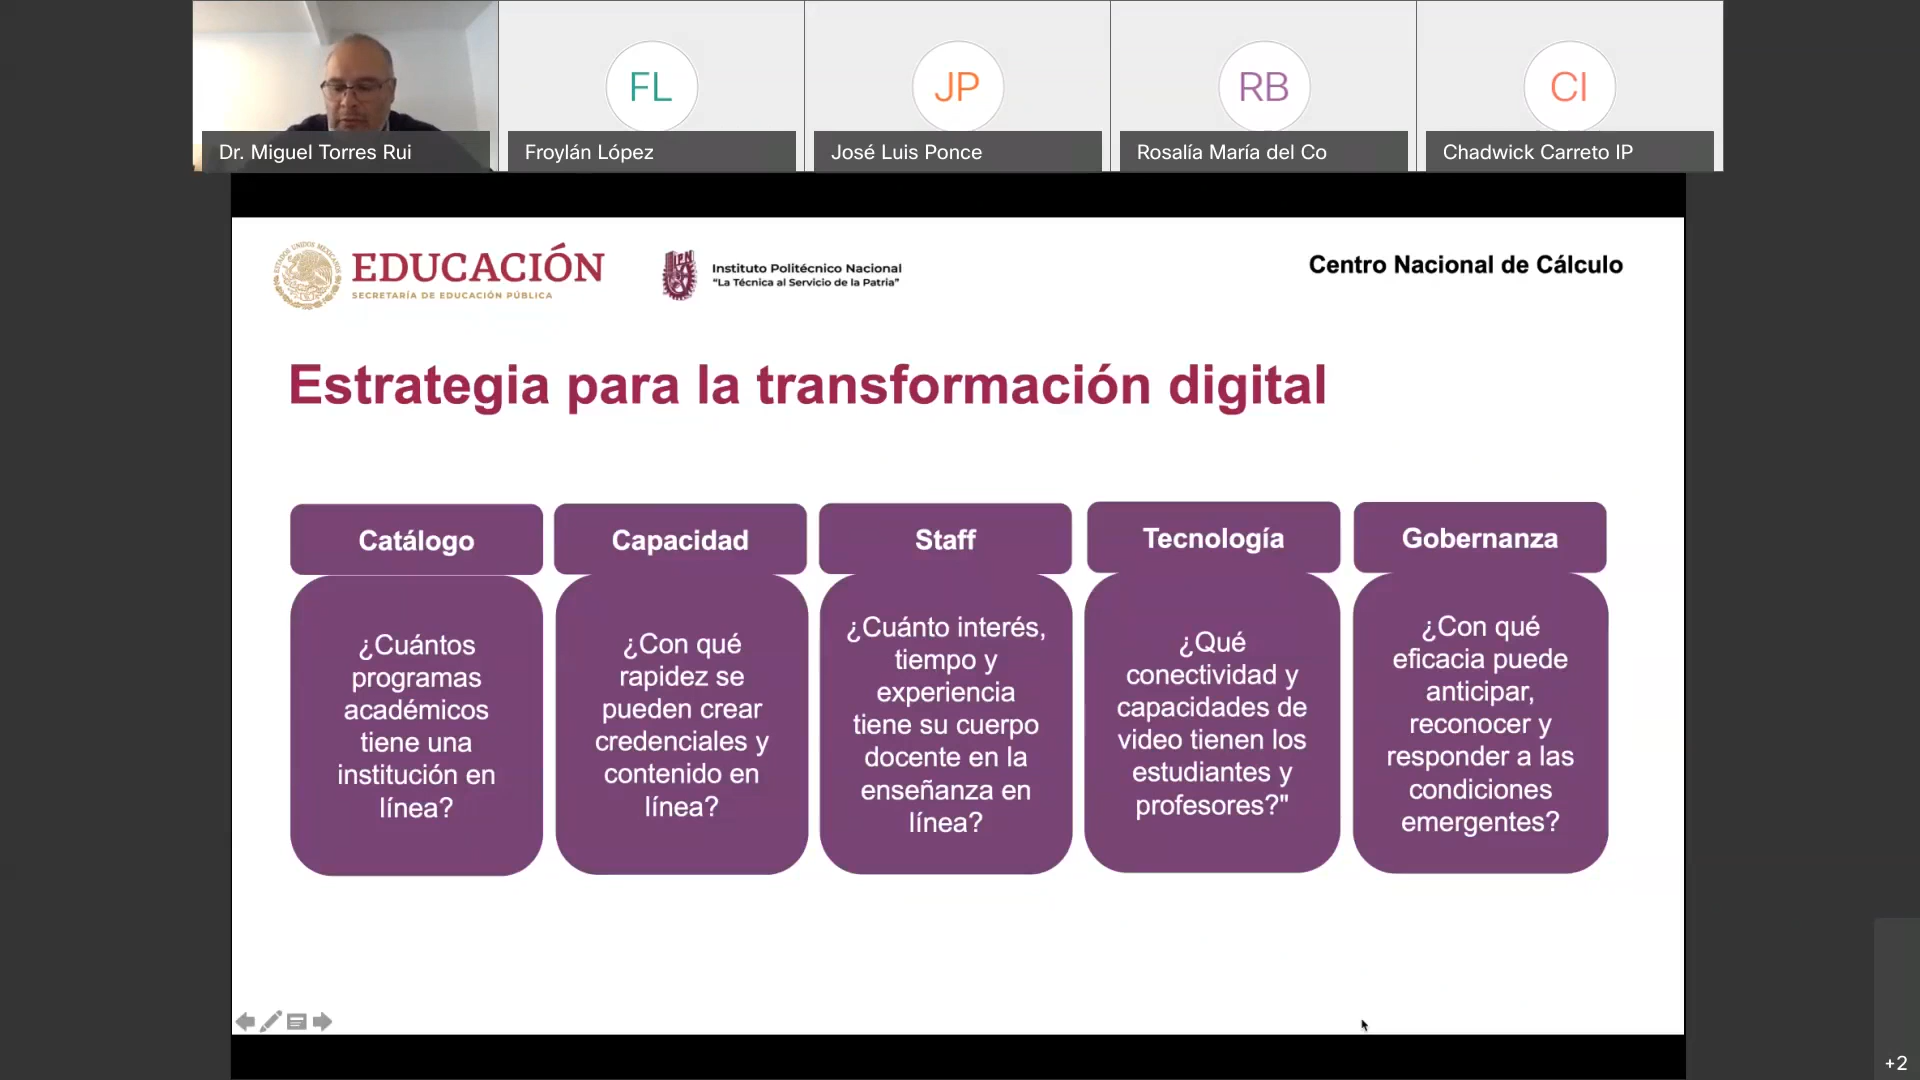 FL
JP
RB
CI
Dr. Miguel Torres Rui
Froylán López
José Luis Ponce
Rosalía María del Co
Chadwick Carreto IP
ESTADOS UNIDOS MEXICANOS
EDUCACIÓN
SECRETARÍA DE EDUCACIÓN PÚBLICA
IPN
Instituto Politécnico Nacional
"La Técnica al Servicio de la Patria"
Centro Nacional de Cálculo
Estrategia para la transformación digital
Catálogo
¿Cuántos
programas
académicos
tiene una
institución en
línea?
Capacidad
¿Con qué
rapidez se
pueden crear
credenciales y
contenido en
línea?
Staff
¿Cuánto interés,
tiempo y
experiencia
tiene su cuerpo
docente en la
enseñanza en
línea?
Tecnología
¿Qué
conectividad y
capacidades de
video tienen los
estudiantes y
profesores?"
Gobernanza
¿Con qué
eficacia puede
anticipar,
reconocer y
responder a las
condiciones
emergentes?
+2